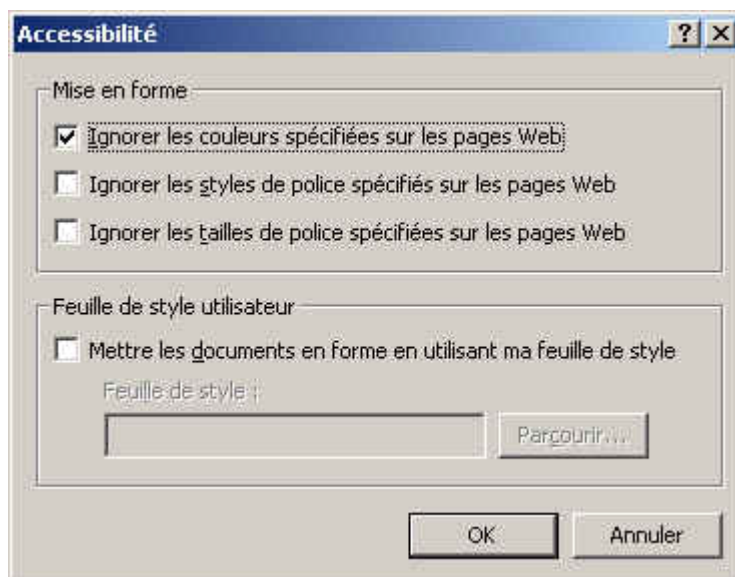 Accessibilité
Mise en forme
Ignorer les couleurs spécifiées sur les pages Web
Ignorer les styles de police spécifiés sur les pages Web
Ignorer les tailles de police spécifiées sur les pages Web
Feuille de style utilisateur
Mettre les documents en forme en utilisant ma feuille de style
Feuille de style :
Parcourir...
OK Annuler